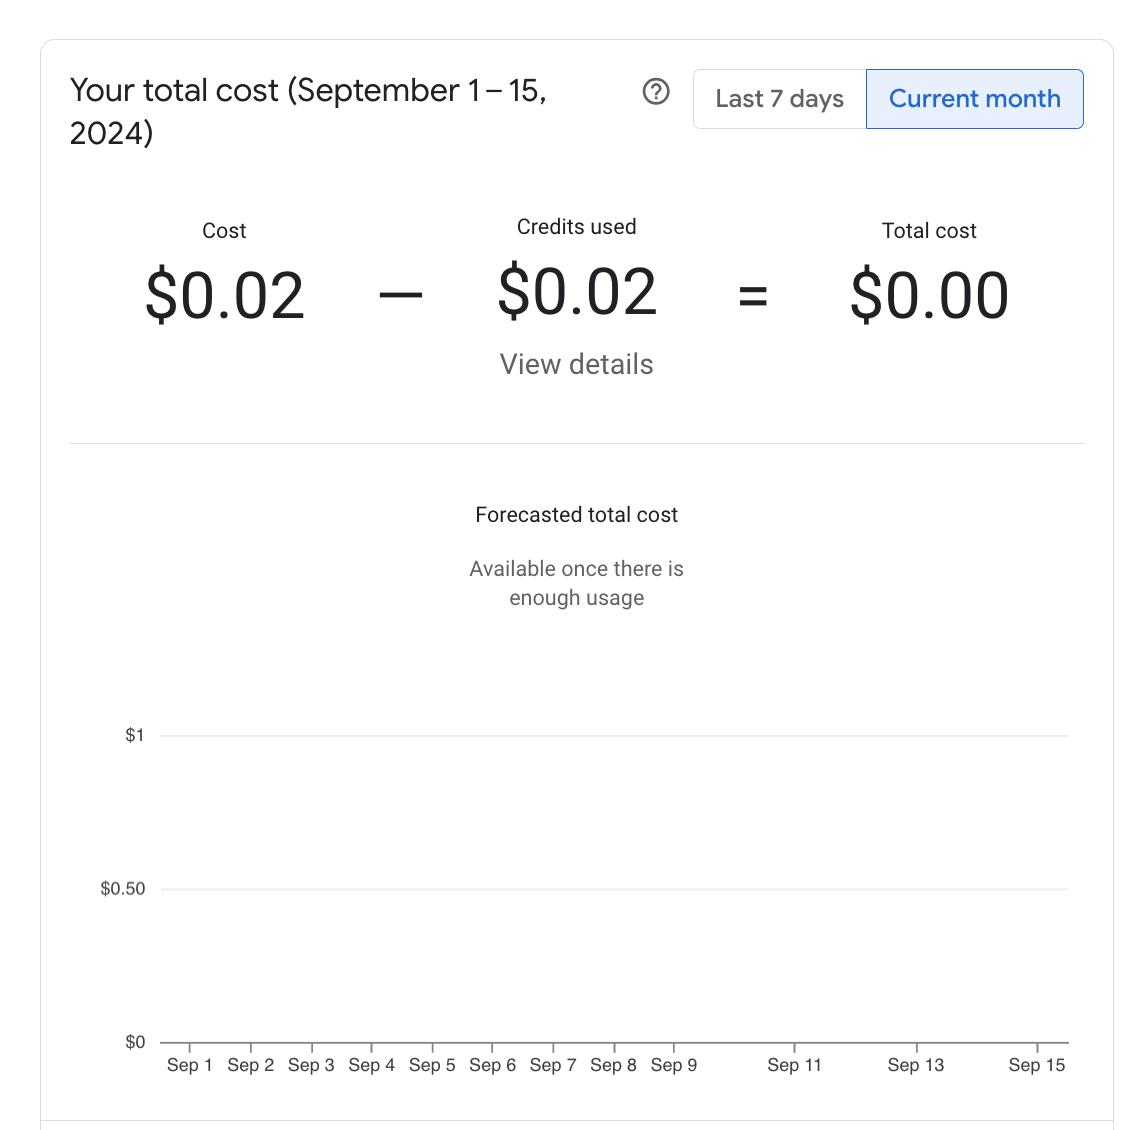 Your total cost (September 1 – 15,
2024)
Last 7 days
Current month
Cost
$0.02
—
Credits used
$0.02
View details
=
Total cost
$0.00
Forecasted total cost
Available once there is
enough usage
$1
$0.50
$0
Sep 1 Sep 2 Sep 3 Sep 4 Sep 5 Sep 6 Sep 7 Sep 8 Sep 9 Sep 11 Sep 13 Sep 15